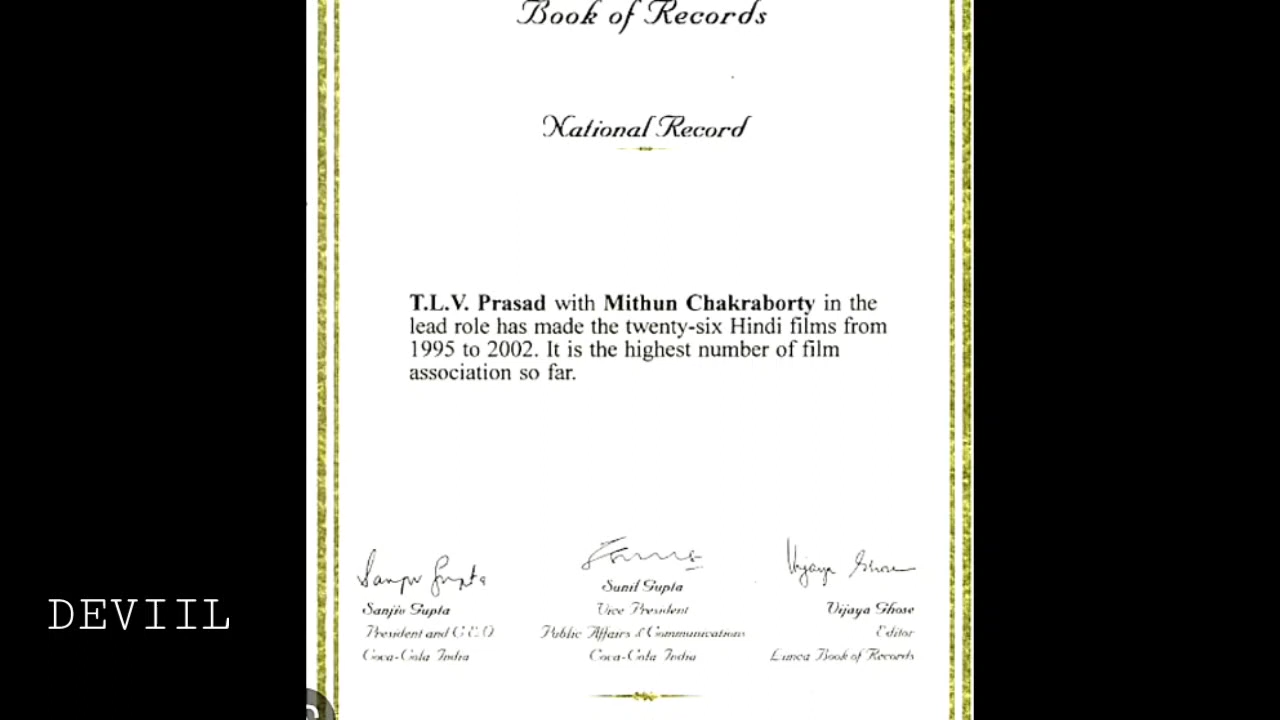 Book of Records
National Record
T.L.V. Prasad with Mithun Chakraborty in the
lead role has made the twenty-six Hindi films from
1995 to 2002. It is the highest number of film
association so far.
Sanjiv Gupta
President and C E O
Coca-Cola India
Sunil Gupta
Vice President
Public Affairs & Communications
Coca-Cola India
Vijaya Ghose
Vijaya Ghose
Editor
Limca Book of Records
DEVIIL